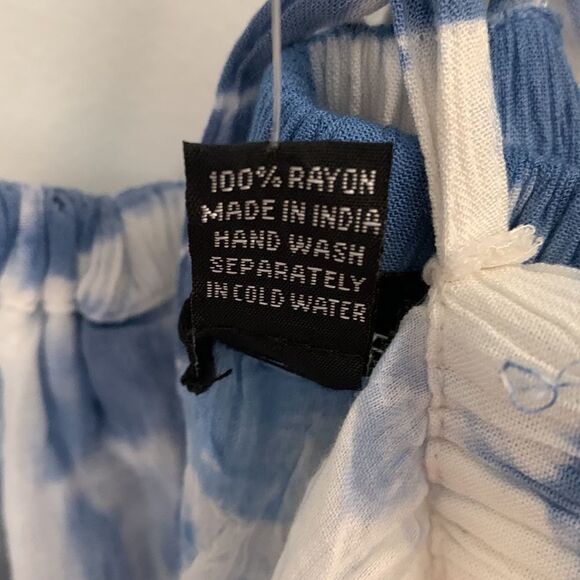 100% RAYON
MADE IN INDIA
HAND WASH
SEPARATELY
IN COLD WATER